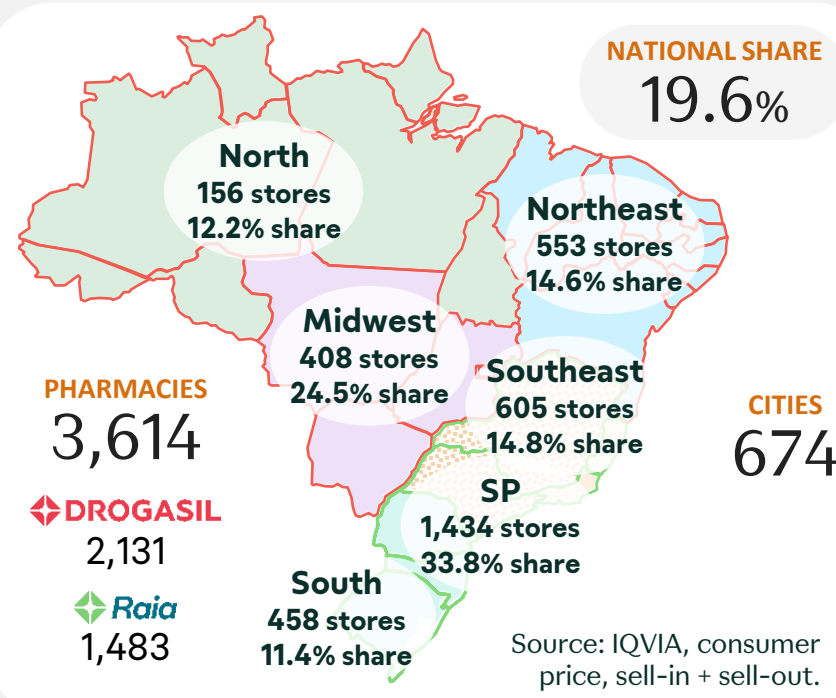 NATIONAL SHARE
19.6%
North
156 stores
12.2% share
Northeast
553 stores
14.6% share
Midwest
408 stores
24.5% share
Southeast
605 stores
14.8% share
PHARMACIES
3,614
CITIES
674
DROGASIL
2,131
Raia
1,483
SP
1,434 stores
33.8% share
South
458 stores
11.4% share
Source: IQVIA, consumer
price, sell-in + sell-out.